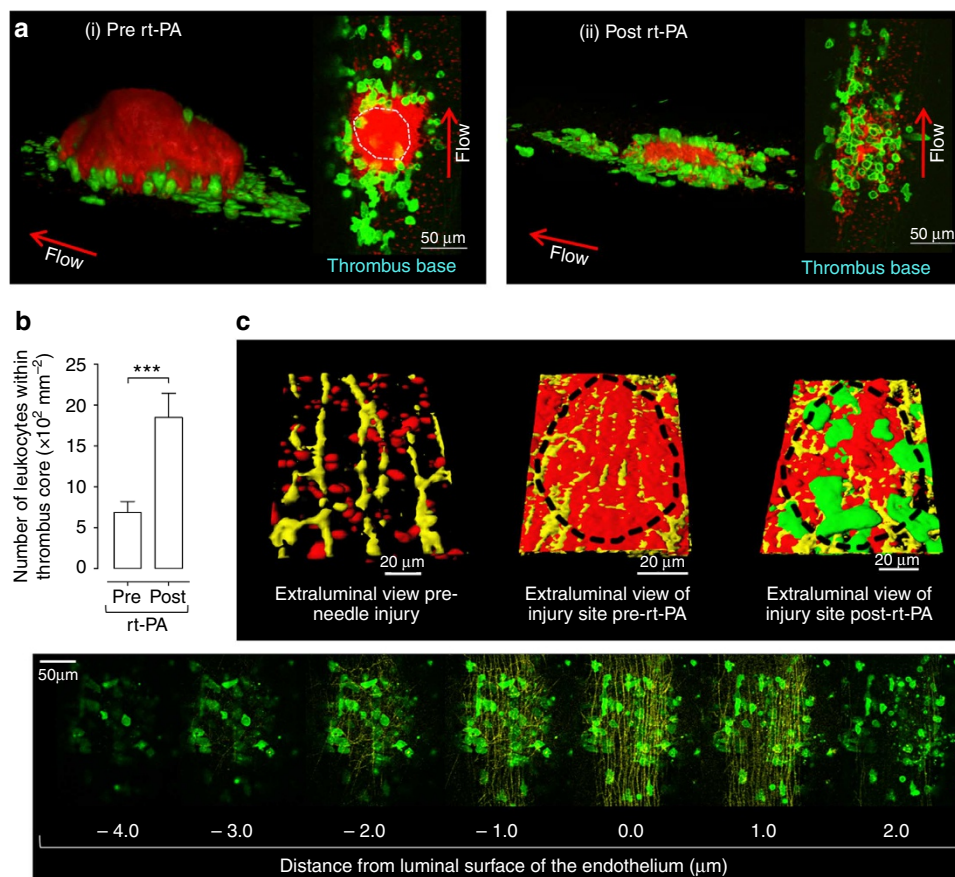 a
(i) Pre rt-PA
Flow
Flow
50 μm
Thrombus base
(ii) Post rt-PA
Flow
Flow
50 μm
Thrombus base
b
Number of leukocytes within
thrombus core (×10² mm⁻²)
25
20
15
10
5
0
***
Pre Post
rt-PA
c
20 μm
Extraluminal view pre-
needle injury
20 μm
Extraluminal view of
injury site pre-rt-PA
20 μm
Extraluminal view of
injury site post-rt-PA
50μm
– 4.0 – 3.0 – 2.0 – 1.0 0.0 1.0 2.0
Distance from luminal surface of the endothelium (μm)